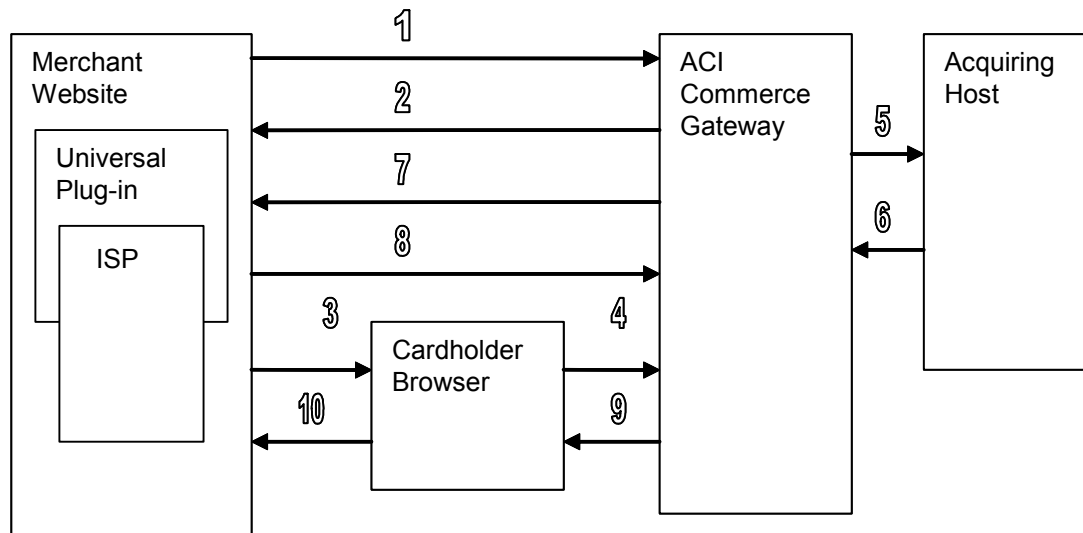 1
Merchant
Website
ACI
Commerce
Gateway
Acquiring
Host
2
5
Universal
Plug-in
7
6
ISP
8
3
4
Cardholder
Browser
10
9